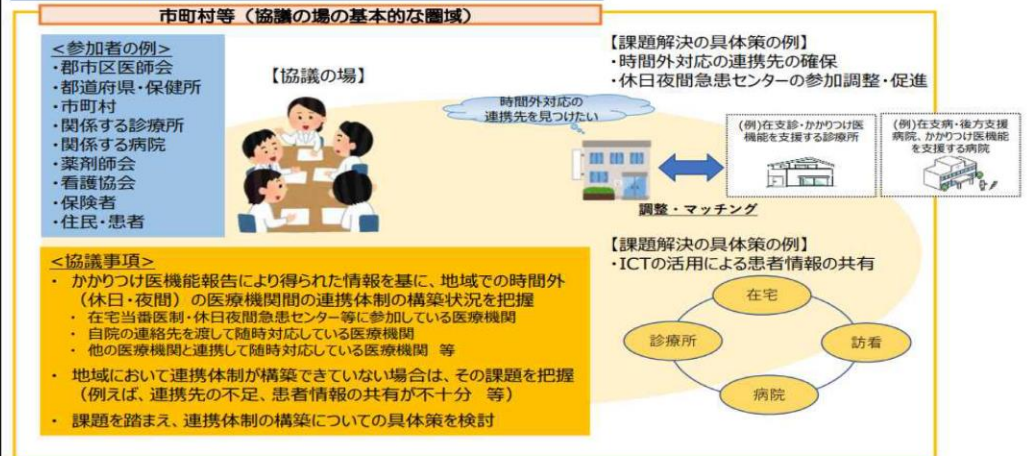 市町村等（協議の場の基本的な圏域）
<参加者の例>
・郡市区医師会
・都道府県・保健所
・市町村
・関係する診療所
・関係する病院
・薬剤師会
・看護協会
・保険者
・住民・患者
【協議の場】
【課題解決の具体策の例】
・時間外対応の連携先の確保
・休日夜間急患センターの参加調整・促進
時間外対応の
連携先を見つけたい
(例)在支診・かかりつけ医
機能を支援する診療所
(例)在支病・後方支援
病院、かかりつけ医機能
を支援する病院
調整・マッチング
<協議事項>
・ かかりつけ医機能報告により得られた情報を基に、地域での時間外
（休日・夜間）の医療機関間の連携体制の構築状況を把握
・ 在宅当番医制・休日夜間急患センター等に参加している医療機関
・ 自院の連絡先を渡して随時対応している医療機関
・ 他の医療機関と連携して随時対応している医療機関 等
・ 地域において連携体制が構築できていない場合は、その課題を把握
（例えば、連携先の不足、患者情報の共有が不十分 等）
・ 課題を踏まえ、連携体制の構築についての具体策を検討
【課題解決の具体策の例】
・ICTの活用による患者情報の共有
在宅
診療所
訪看
病院